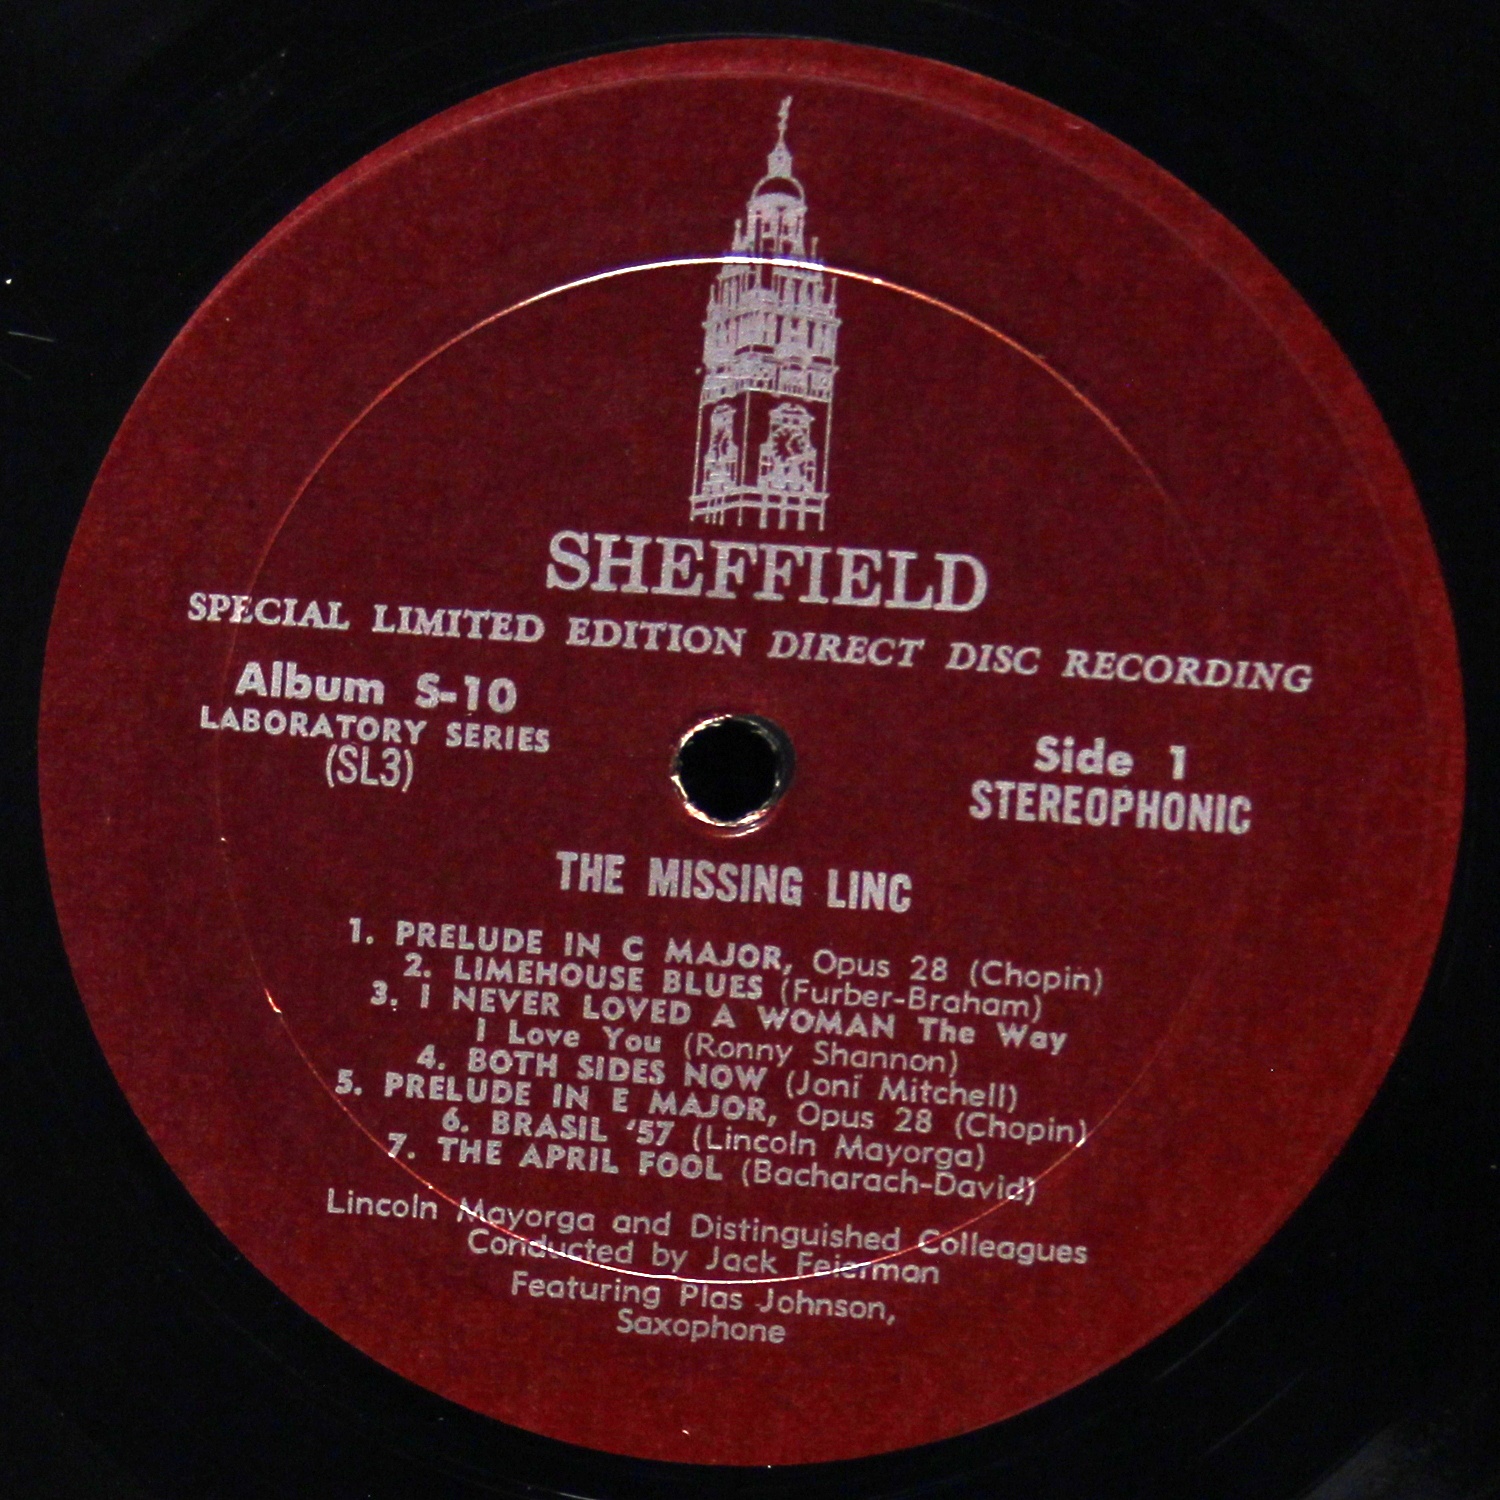 SHEFFIELD
SPECIAL LIMITED EDITION DIRECT DISC RECORDING
Album S-10
LABORATORY SERIES
(SL3)
Side 1
STEREOPHONIC
THE MISSING LINC
1. PRELUDE IN C MAJOR, Opus 28 (Chopin)
2. LIMEHOUSE BLUES (Furber-Braham)
3. I NEVER LOVED A WOMAN The Way
I Love You (Ronny Shannon)
4. BOTH SIDES NOW (Joni Mitchell)
5. PRELUDE IN E MAJOR, Opus 28 (Chopin)
6. BRASIL '57 (Lincoln Mayorga)
7. THE APRIL FOOL (Bacharach-David)
Lincoln Mayorga and Distinguished Colleagues
Conducted by Jack Feierman
Featuring Plas Johnson,
Saxophone